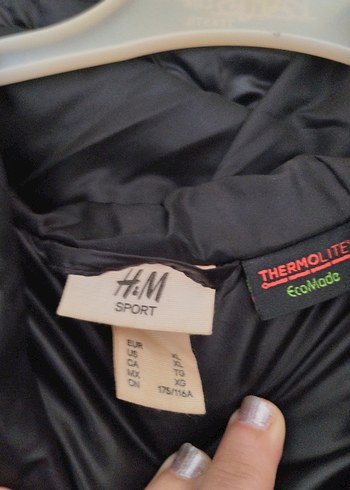 THERMOLITE
EcoMade
H&M
SPORT
EUR XL
US XL
CA XL
MX TG
CN XG
175/116A